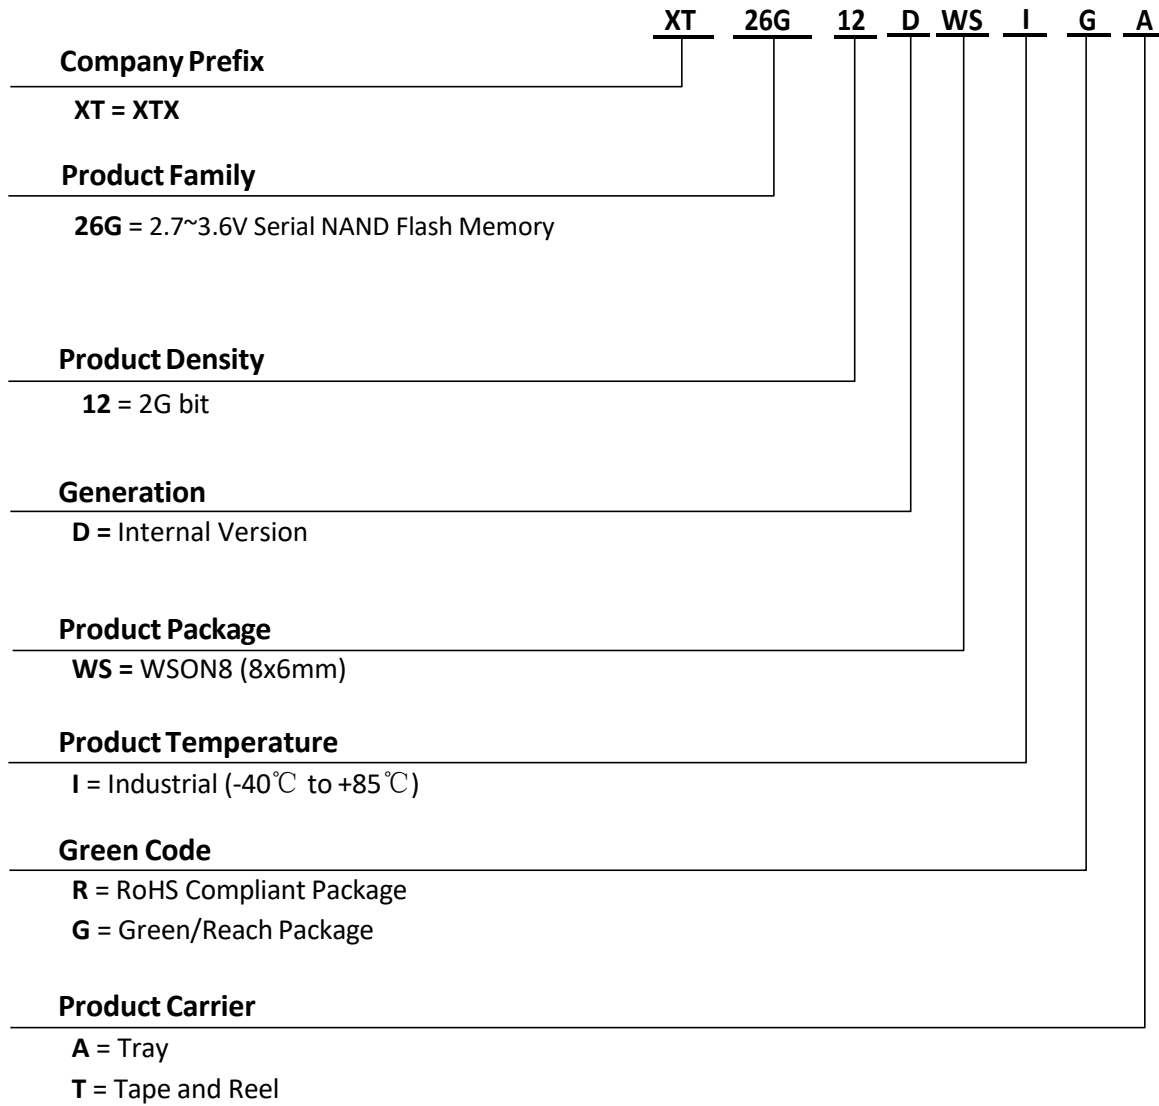 XT 26G 12 D WS I G A
Company Prefix
XT = XTX
Product Family
26G = 2.7~3.6V Serial NAND Flash Memory
Product Density
12 = 2G bit
Generation
D = Internal Version
Product Package
WS = WSON8 (8x6mm)
Product Temperature
I = Industrial (-40℃ to +85℃)
Green Code
R = RoHS Compliant Package
G = Green/Reach Package
Product Carrier
A = Tray
T = Tape and Reel